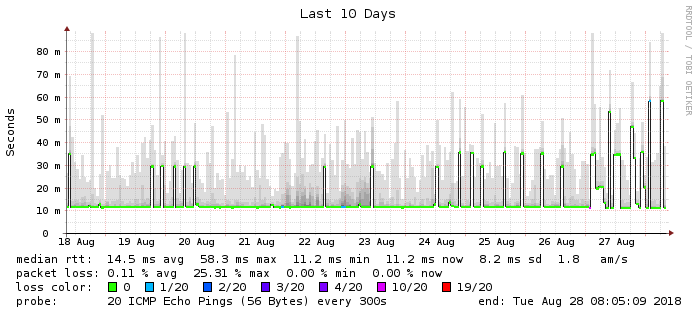 Last 10 Days
RRDTOOL / TOBI OETIKER
Seconds
80 m
70 m
60 m
50 m
40 m
30 m
20 m
10 m
0
18 Aug 19 Aug 20 Aug 21 Aug 22 Aug 23 Aug 24 Aug 25 Aug 26 Aug 27 Aug
median rtt: 14.5 ms avg 58.3 ms max 11.2 ms min 11.2 ms now 8.2 ms sd 1.8 am/s
packet loss: 0.11 % avg 25.31 % max 0.00 % min 0.00 % now
loss color: 0 1/20 2/20 3/20 4/20 10/20 19/20
probe: 20 ICMP Echo Pings (56 Bytes) every 300s end: Tue Aug 28 08:05:09 2018